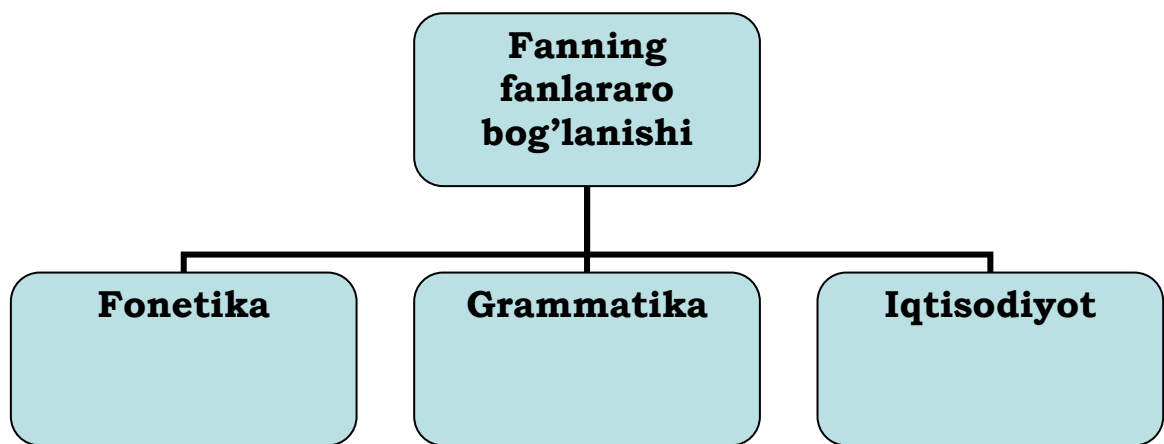 Fanning
fanlararo
bog’lanishi
Fonetika
Grammatika
Iqtisodiyot